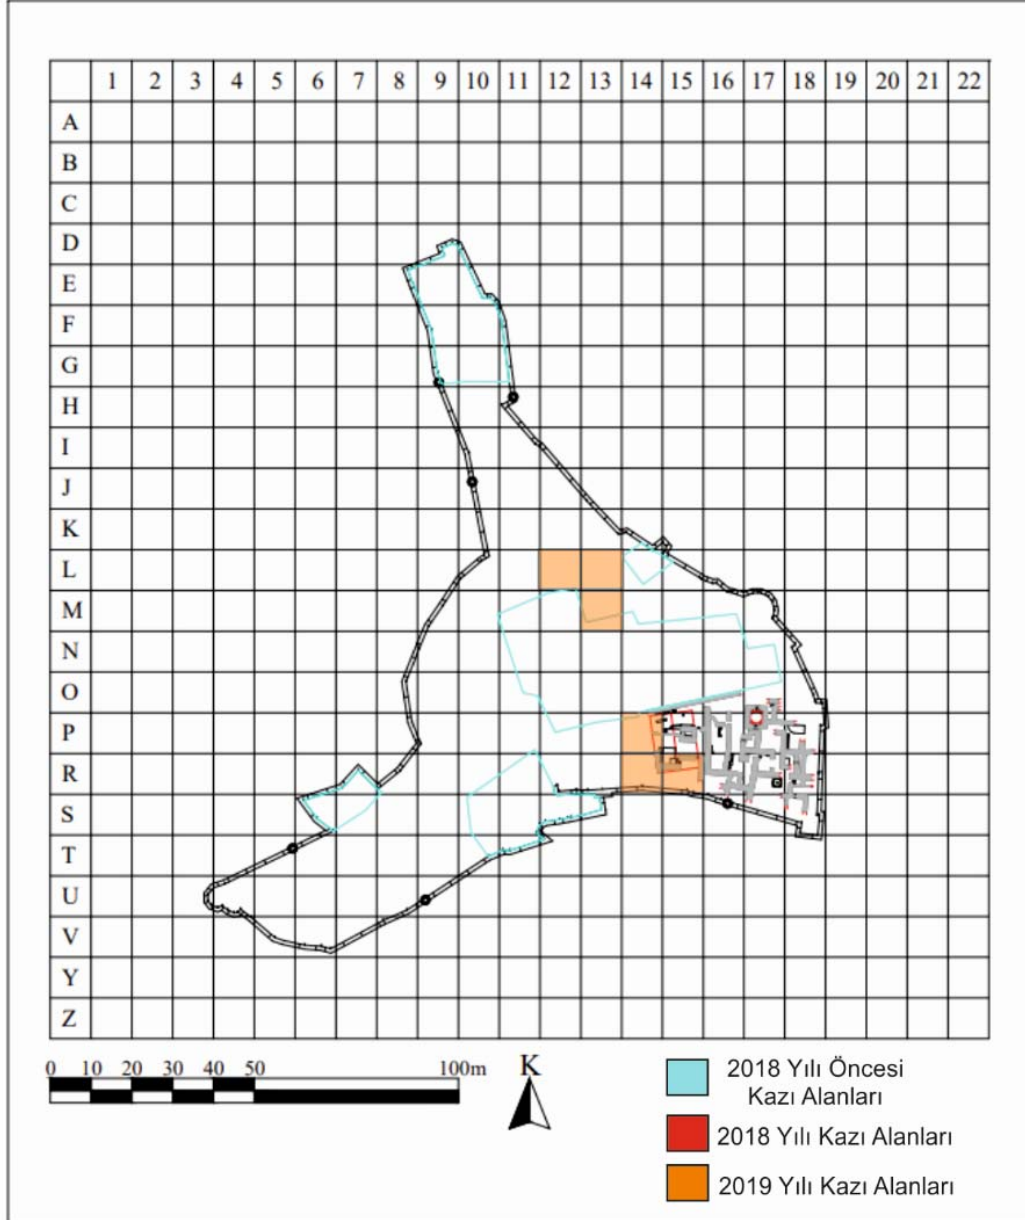 1 2 3 4 5 6 7 8 9 10 11 12 13 14 15 16 17 18 19 20 21 22
A
B
C
D
E
F
G
H
I
J
K
L
M
N
O
P
R
S
T
U
V
Y
Z
0 10 20 30 40 50 100m
K
2018 Yılı Öncesi
Kazı Alanları
2018 Yılı Kazı Alanları
2019 Yılı Kazı Alanları